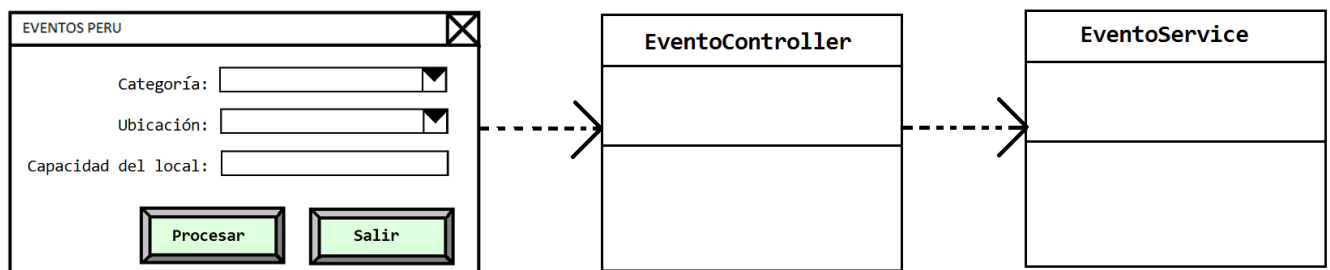 EVENTOS PERU
Categoría:
Ubicación:
Capacidad del local:
Procesar
Salir
EventoController
EventoService